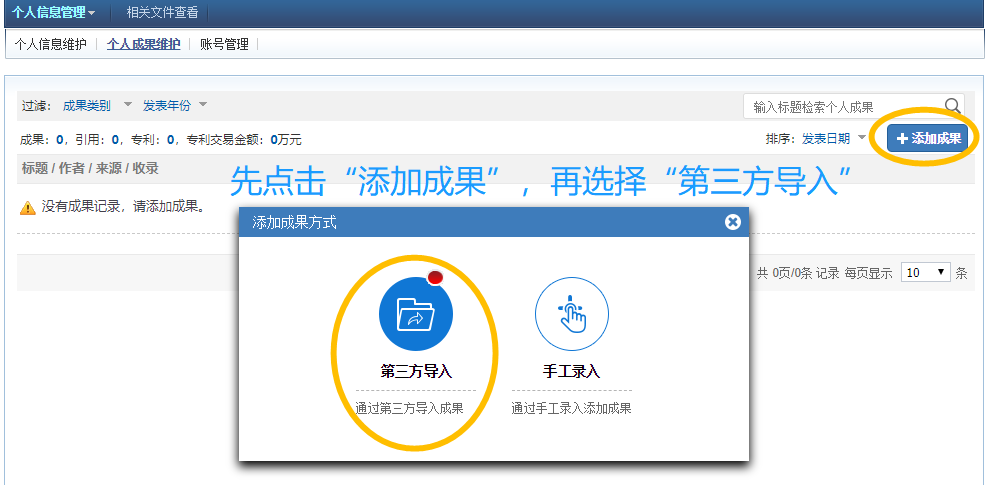 个人信息管理 相关文件查看
个人信息维护 个人成果维护 账号管理
过滤： 成果类别 发表年份 输入标题检索个人成果
成果：0，引用：0，专利：0，专利交易金额：0万元 排序：发表日期 添加成果
标题 / 作者 / 来源 / 收录
先点击“添加成果”，再选择“第三方导入”
没有成果记录，请添加成果。
添加成果方式
共 0页/0条 记录 每页显示 10 条
第三方导入 手工录入
通过第三方导入成果 通过手工录入添加成果